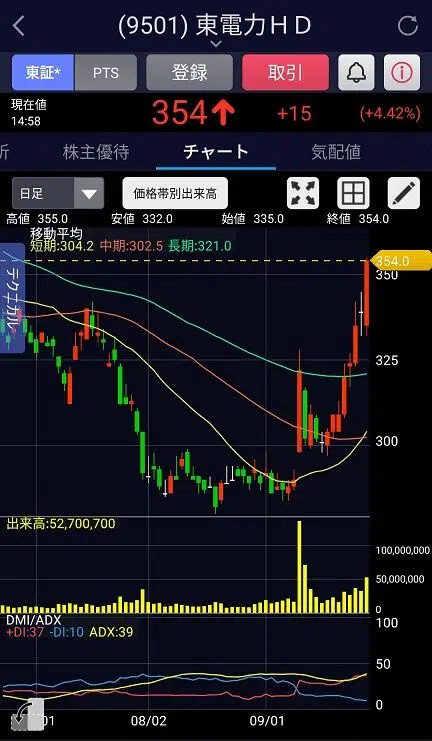 (9501) 東電力ＨＤ
東証*
PTS
登録
取引
現在値
14:58
354
+15
(+4.42%)
析
株主優待
チャート
気配値
日足
価格帯別出来高
高値 355.0
安値 332.0
始値 335.0
終値 354.0
移動平均
短期:304.2 中期:302.5 長期:321.0
テクニカル
354.0
350
325
300
出来高:52,700,700
100,000,000
50,000,000
0
DMI/ADX
+DI:37 -DI:10 ADX:39
100
50
0
08/02
09/01